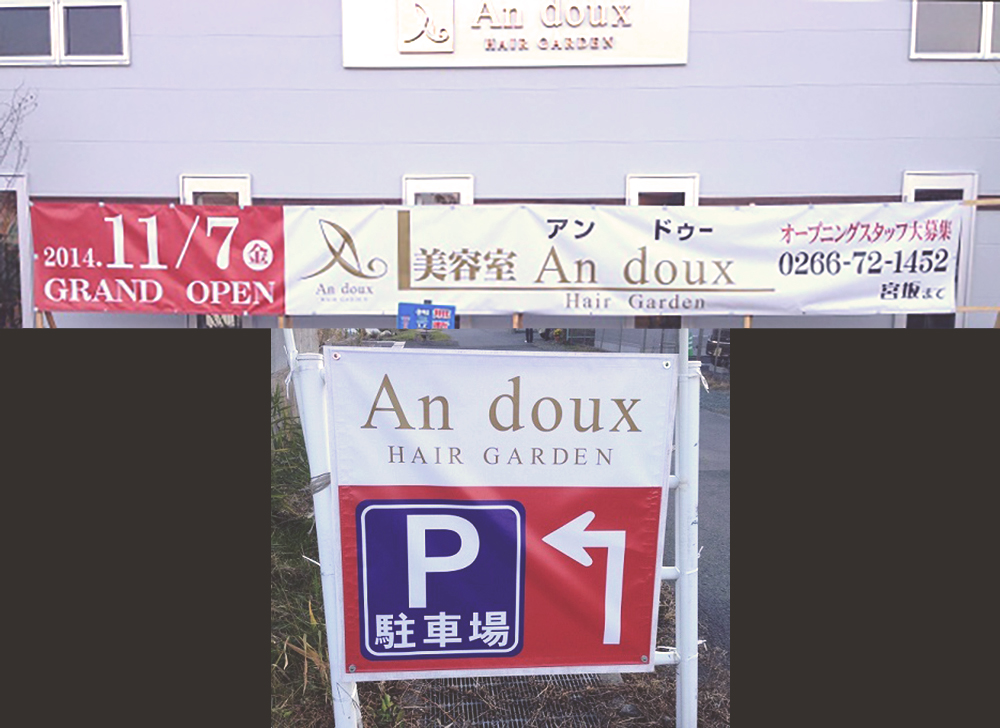 An doux
HAIR GARDEN
2014.11/7㊎
GRAND OPEN
An doux
HAIR GARDEN
アン ドゥー
美容室 An doux
Hair Garden
オープニングスタッフ大募集
0266-72-1452
宮坂まで
An doux
HAIR GARDEN
P
駐車場